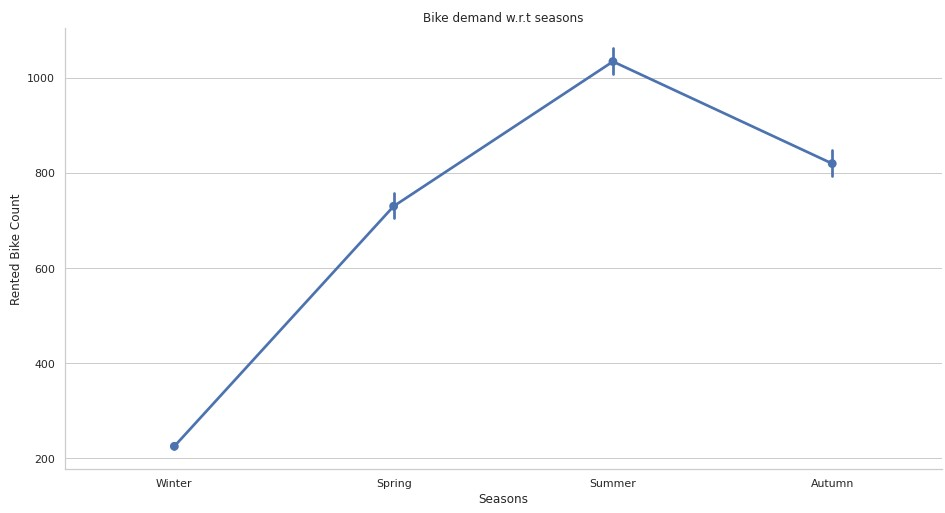 Bike demand w.r.t seasons
Rented Bike Count
1000
800
600
400
200
Winter Spring Summer Autumn
Seasons